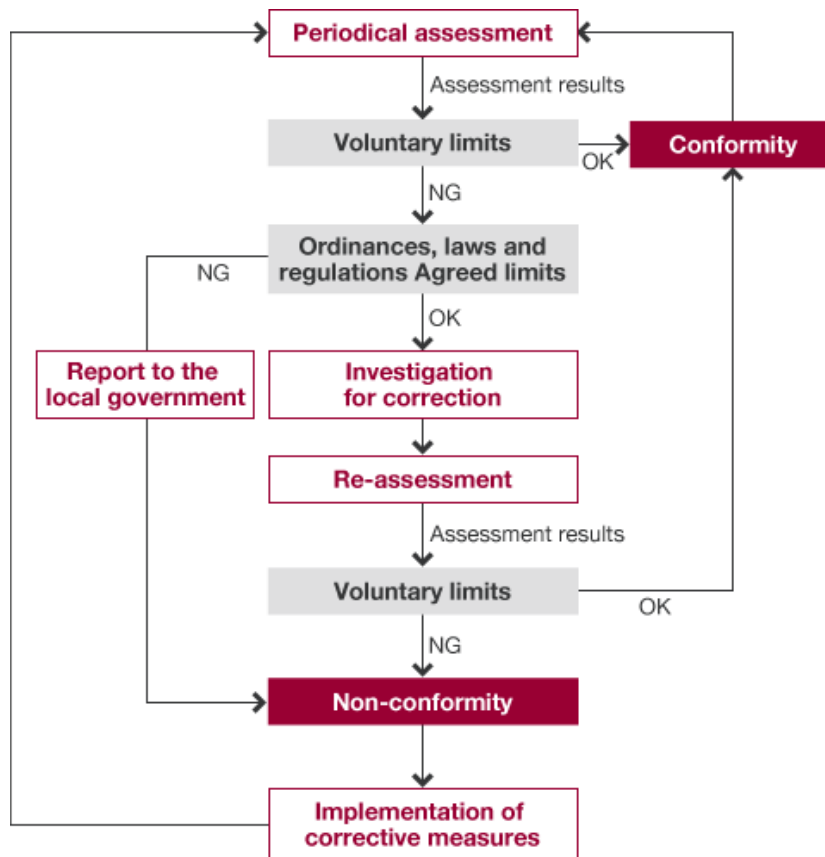 Periodical assessment
Assessment results
Voluntary limits
OK
Conformity
NG
Ordinances, laws and
regulations Agreed limits
NG
OK
Report to the
local government
Investigation
for correction
Re-assessment
Assessment results
Voluntary limits
OK
NG
Non-conformity
Implementation of
corrective measures